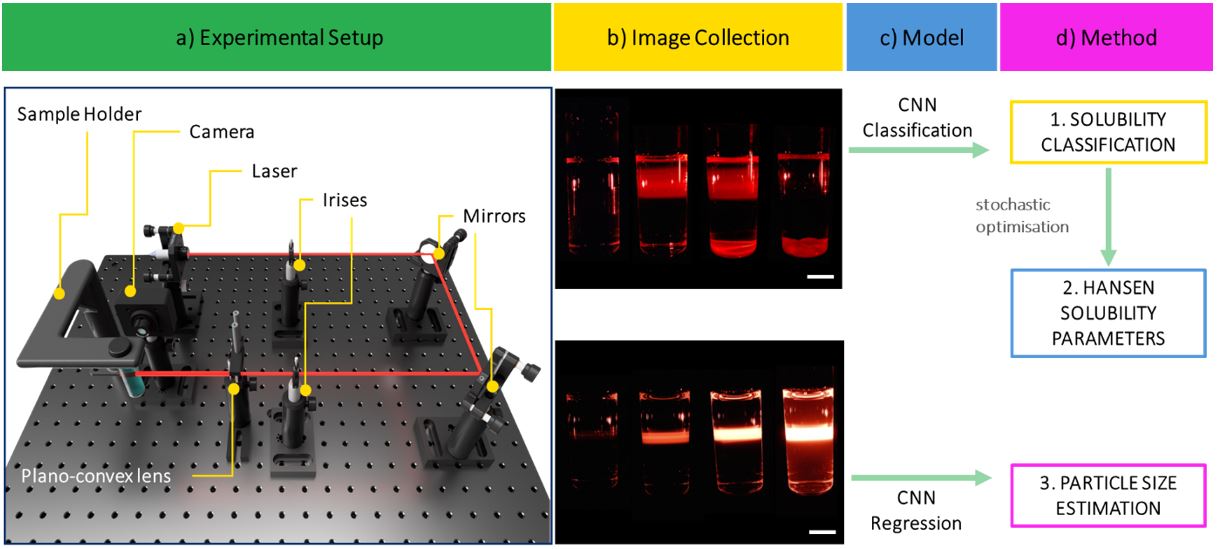 a) Experimental Setup
b) Image Collection
c) Model
d) Method
Sample Holder
Camera
Laser
Irises
Mirrors
Plano-convex lens
CNN
Classification
1. SOLUBILITY
CLASSIFICATION
stochastic
optimisation
2. HANSEN
SOLUBILITY
PARAMETERS
CNN
Regression
3. PARTICLE SIZE
ESTIMATION